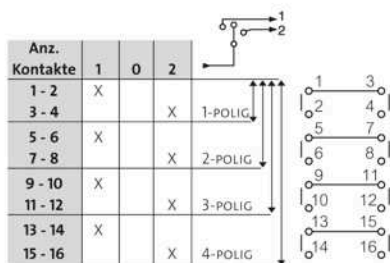 1
2
Anz.
Kontakte 1 0 2
1 - 2 X
3 - 4 X 1-POLIG
5 - 6 X
7 - 8 X 2-POLIG
9 - 10 X
11 - 12 X 3-POLIG
13 - 14 X
15 - 16 X 4-POLIG
1 3
2 4
5 7
6 8
9 11
10 12
13 15
14 16